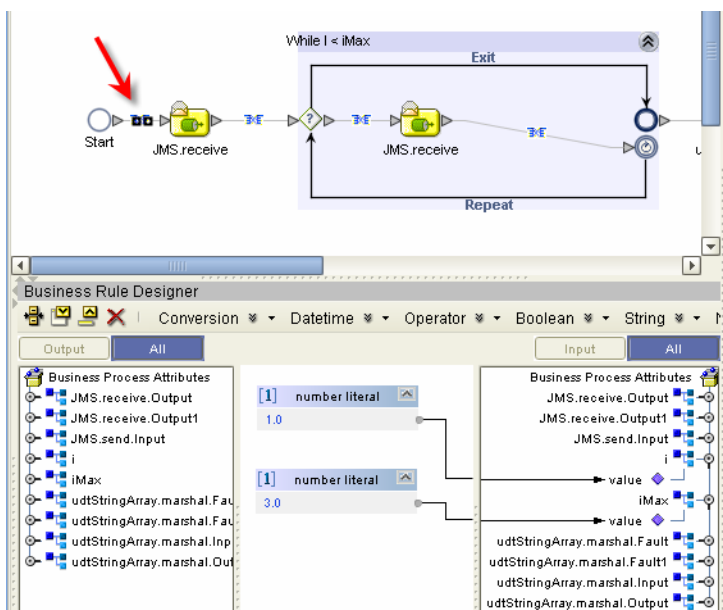 While I < iMax
Exit
Start
JMS.receive
JMS.receive
Repeat
Business Rule Designer
Conversion Datetime Operator Boolean String
Output All
Input All
Business Process Attributes
JMS.receive.Output
JMS.receive.Output1
JMS.send.Input
i
iMax
udtStringArray.marshal.Fau
udtStringArray.marshal.Fau
udtStringArray.marshal.Inp
udtStringArray.marshal.Out
[1] number literal
1.0
[1] number literal
3.0
Business Process Attributes
JMS.receive.Output
JMS.receive.Output1
JMS.send.Input
i
value
iMax
value
udtStringArray.marshal.Fault
udtStringArray.marshal.Fault1
udtStringArray.marshal.Input
udtStringArray.marshal.Output